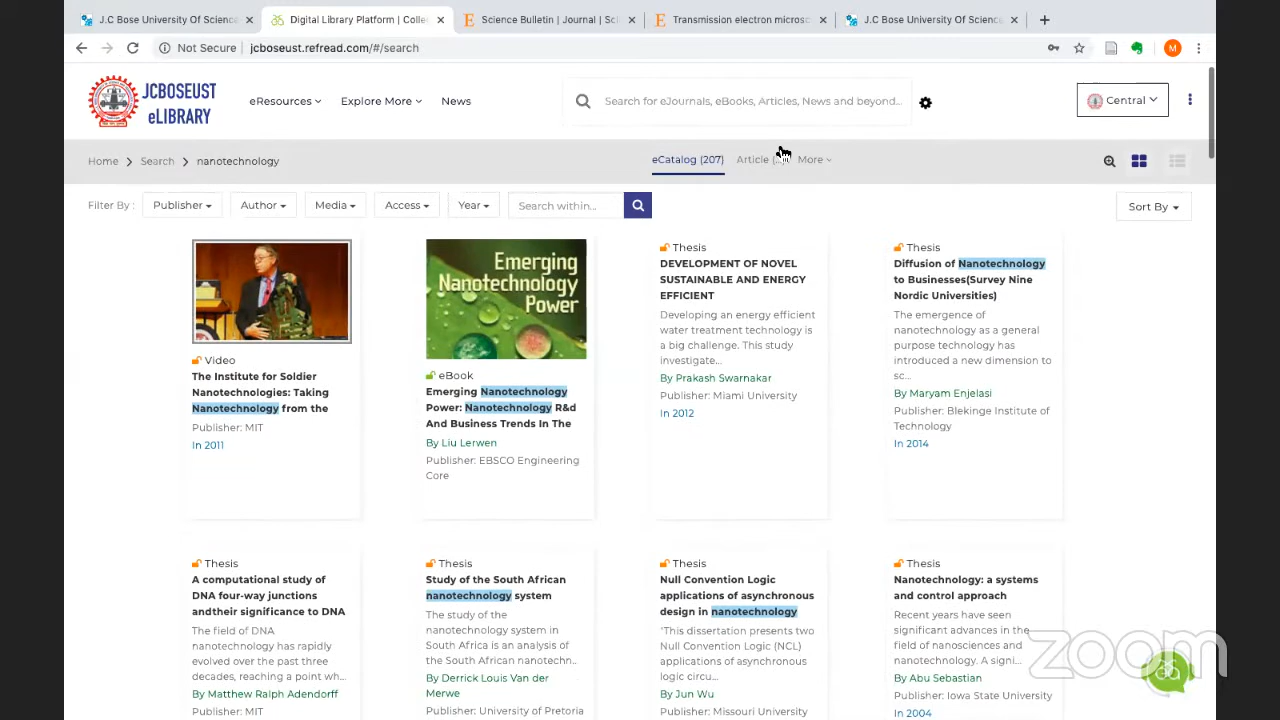 J.C Bose University Of Science
Digital Library Platform | Colle
Science Bulletin | Journal | Sci
Transmission electron microsc
J.C Bose University Of Science
Not Secure
jcboseust.refread.com/#/search
M
JCBOSEUST
eLIBRARY
eResources
Explore More
News
Search for eJournals, eBooks, Articles, News and beyond...
Central
Home
Search
nanotechnology
eCatalog (207)
Article
More
Filter By :
Publisher
Author
Media
Access
Year
Search within...
Sort By
Video
The Institute for Soldier
Nanotechnologies: Taking
Nanotechnology from the
Publisher: MIT
In 2011
Emerging
Nanotechnology
Power
eBook
Emerging Nanotechnology
Power: Nanotechnology R&d
And Business Trends In The
By Liu Lerwen
Publisher: EBSCO Engineering
Core
Thesis
DEVELOPMENT OF NOVEL
SUSTAINABLE AND ENERGY
EFFICIENT
Developing an energy efficient
water treatment technology is
a big challenge. This study
investigate...
By Prakash Swarnakar
Publisher: Miami University
In 2012
Thesis
Diffusion of Nanotechnology
to Businesses(Survey Nine
Nordic Universities)
The emergence of
nanotechnology as a general
purpose technology has
introduced a new dimension to
sc...
By Maryam Enjelasi
Publisher: Blekinge Institute of
Technology
In 2014
Thesis
A computational study of
DNA four-way junctions
andtheir significance to DNA
The field of DNA
nanotechnology has rapidly
evolved over the past three
decades, reaching a point wh...
By Matthew Ralph Adendorff
Publisher: MIT
Thesis
Study of the South African
nanotechnology system
The study of the
nanotechnology system in
South Africa is an analysis of
the South African nanotechn..
By Derrick Louis Van der
Merwe
Publisher: University of Pretoria
Thesis
Null Convention Logic
applications of asynchronous
design in nanotechnology
"This dissertation presents two
Null Convention Logic (NCL)
applications of asynchronous
logic circu...
By Jun Wu
Publisher: Missouri University
Thesis
Nanotechnology: a systems
and control approach
Recent years have seen
significant advances in the
field of nanosciences and
nanotechnology. A signi...
By Abu Sebastian
Publisher: Iowa State University
In 2004
zoom